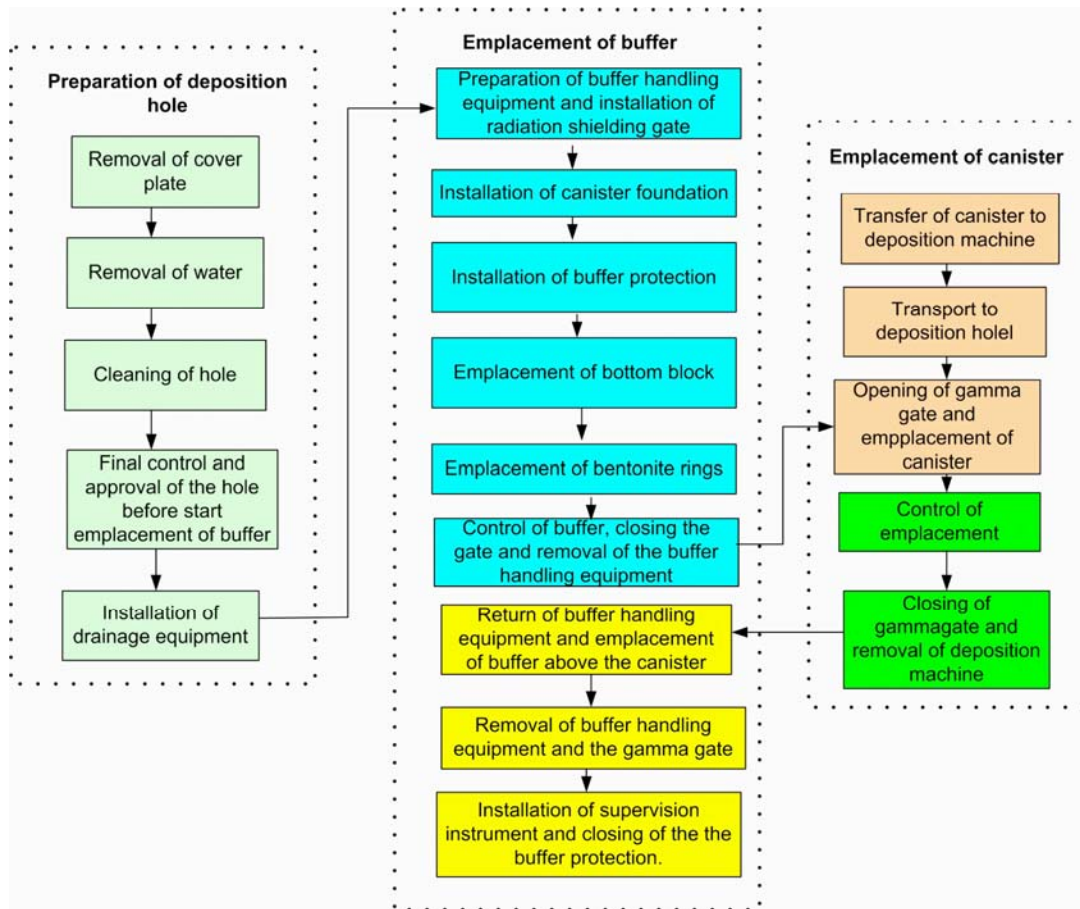 Preparation of deposition
hole
Removal of cover
plate
Removal of water
Cleaning of hole
Final control and
approval of the hole
before start
emplacement of buffer
Installation of
drainage equipment
Emplacement of buffer
Preparation of buffer handling
equipment and installation of
radiation shielding gate
Installation of canister foundation
Installation of buffer protection
Emplacement of bottom block
Emplacement of bentonite rings
Control of buffer, closing the
gate and removal of the buffer
handling equipment
Return of buffer handling
equipment and emplacement
of buffer above the canister
Removal of buffer handling
equipment and the gamma gate
Installation of supervision
instrument and closing of the the
buffer protection.
Emplacement of canister
Transfer of canister to
deposition machine
Transport to
deposition holel
Opening of gamma
gate and
empplacement of
canister
Control of
emplacement
Closing of
gammagate and
removal of deposition
machine